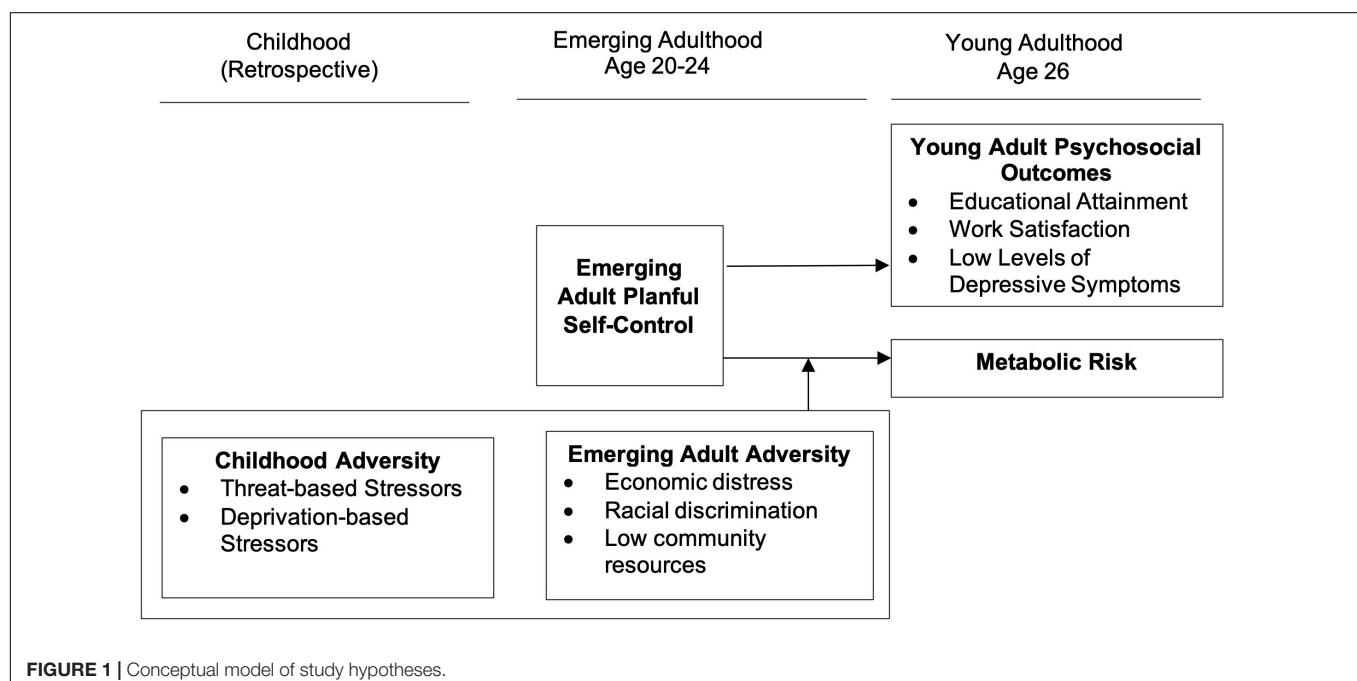 Childhood
(Retrospective)
Emerging Adulthood
Age 20-24
Young Adulthood
Age 26
Young Adult Psychosocial
Outcomes
• Educational Attainment
• Work Satisfaction
• Low Levels of
Depressive Symptoms
Emerging
Adult Planful
Self-Control
Metabolic Risk
Childhood Adversity
• Threat-based Stressors
• Deprivation-based
Stressors
Emerging Adult Adversity
• Economic distress
• Racial discrimination
• Low community
resources
FIGURE 1 | Conceptual model of study hypotheses.